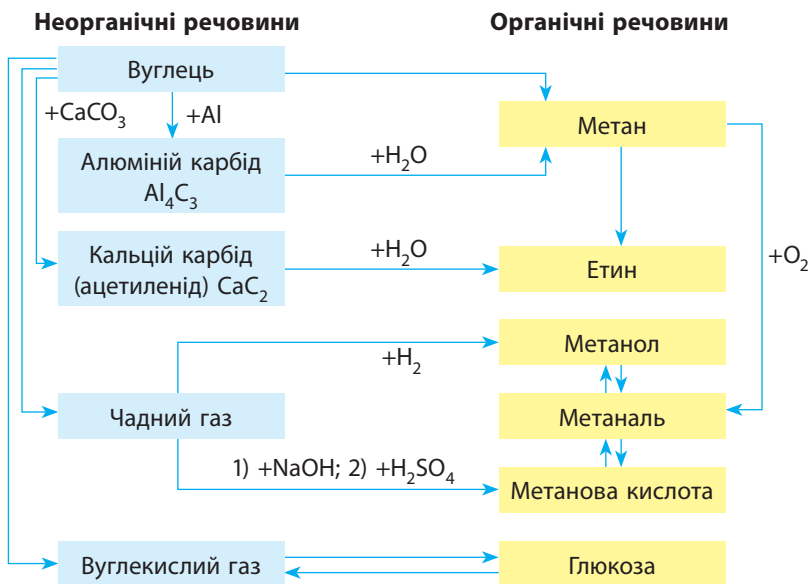 Неорганічні речовини
Органічні речовини
Вуглець
+CaCO₃
+Al
Метан
Алюміній карбід
Al₄C₃
+H₂O
Кальцій карбід
(ацетиленід) CaC₂
+H₂O
Етин
+O₂
Метанол
+H₂
Чадний газ
Метаналь
1) +NaOH; 2) +H₂SO₄
Метанова кислота
Вуглекислий газ
Глюкоза